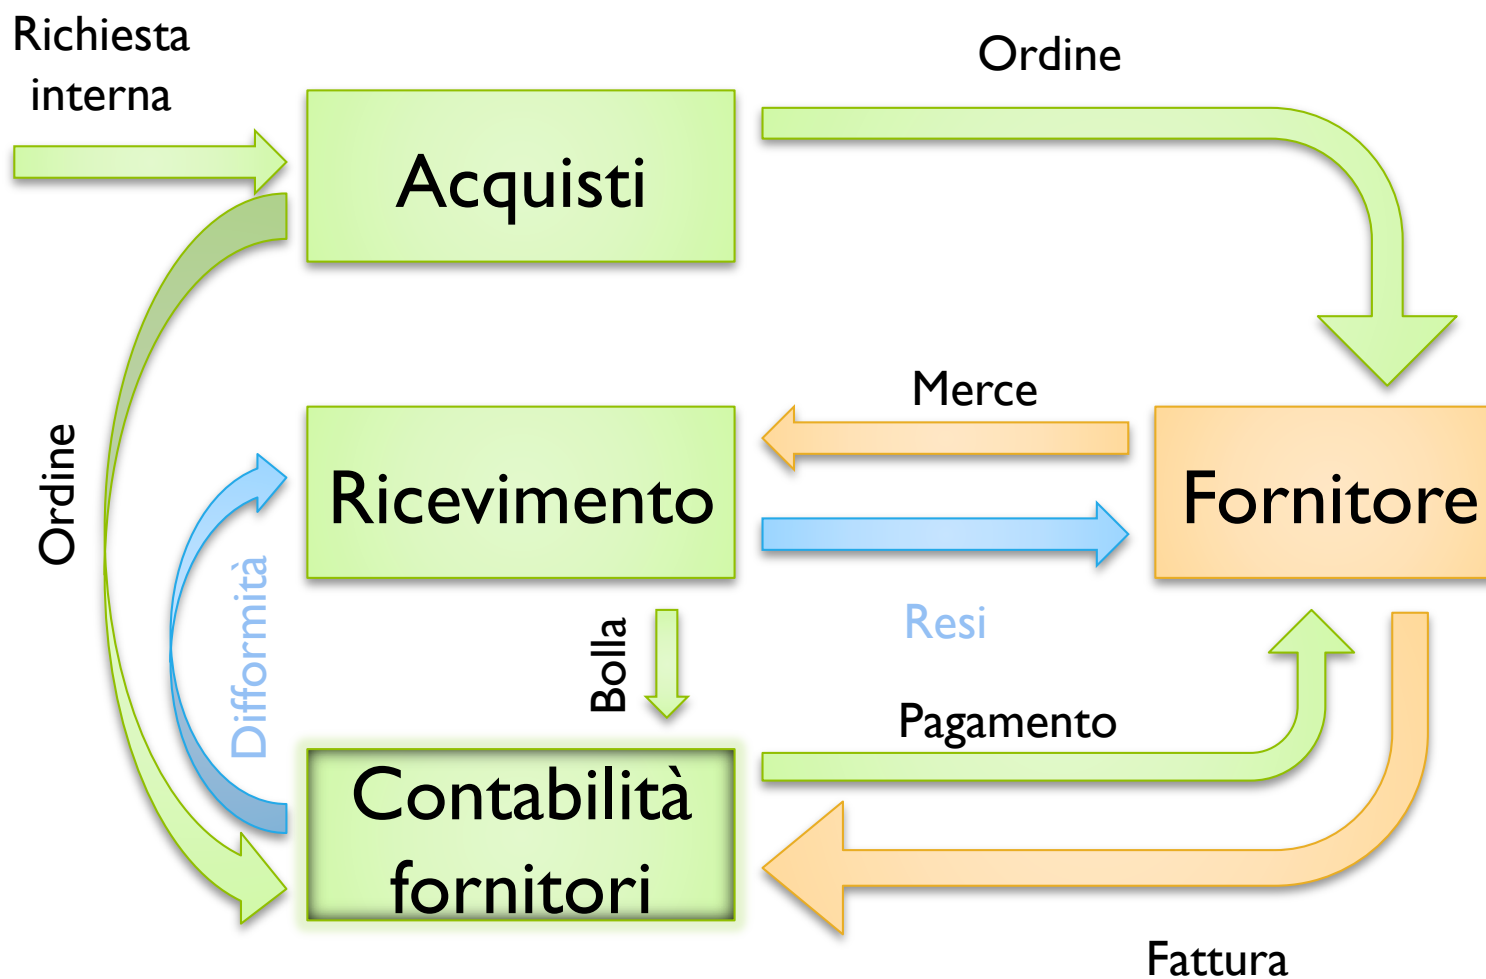 Richiesta
interna
Ordine
Acquisti
Merce
Ordine
Ricevimento
Fornitore
Difformità
Resi
Bolla
Pagamento
Contabilità
fornitori
Fattura